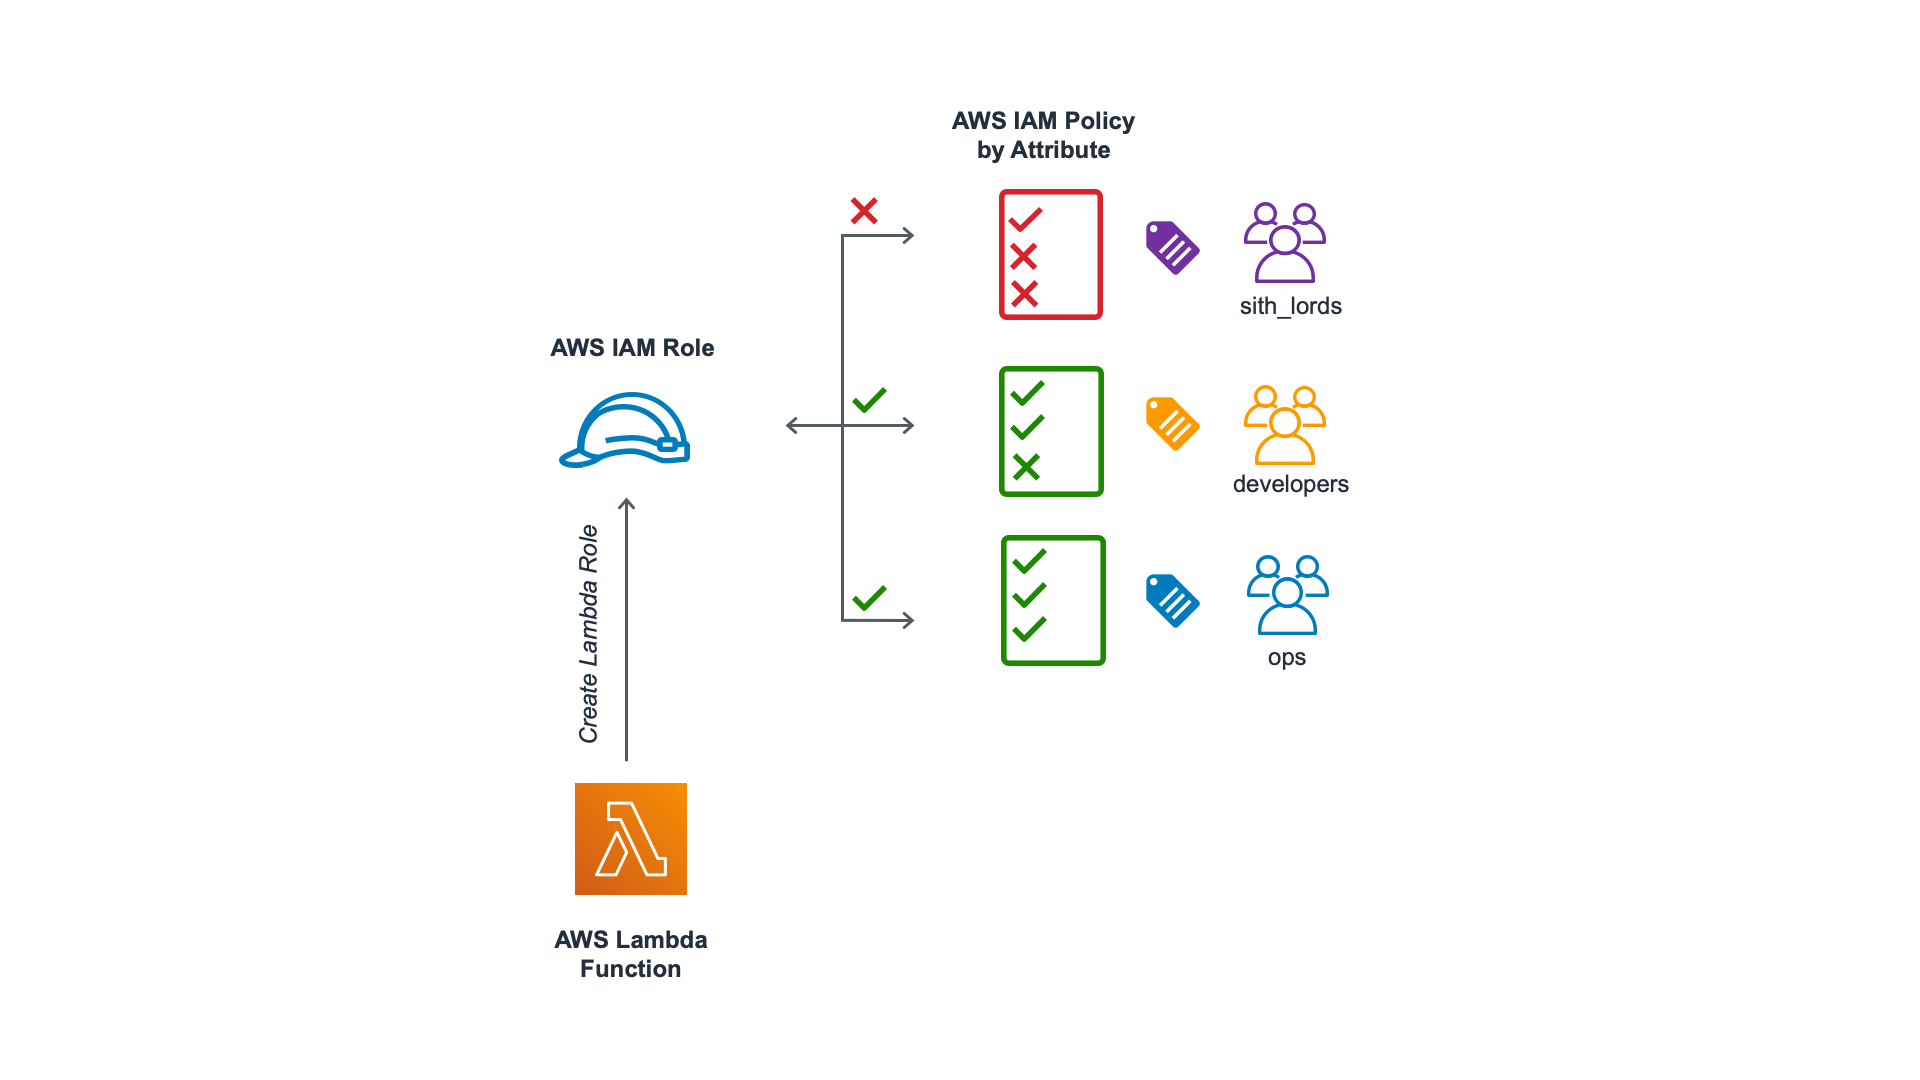 AWS IAM Policy
by Attribute
sith_lords
AWS IAM Role
developers
Create Lambda Role
ops
AWS Lambda
Function